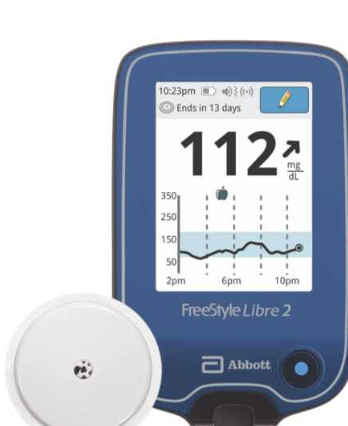 10:23pm
Ends in 13 days
112
mg
dL
350
250
150
50
2pm 6pm 10pm
FreeStyle Libre 2
Abbott